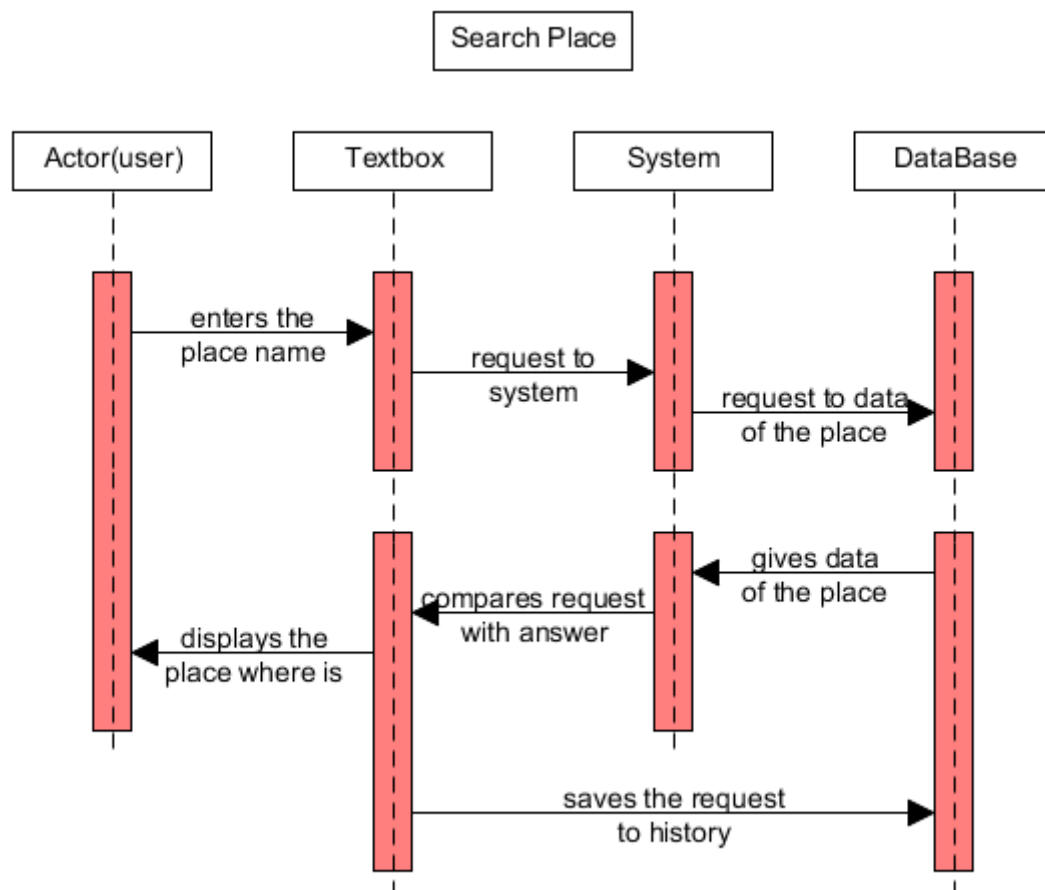 Search Place
Actor(user)
Textbox
System
DataBase
enters the
place name
request to
system
request to data
of the place
gives data
of the place
compares request
with answer
displays the
place where is
saves the request
to history